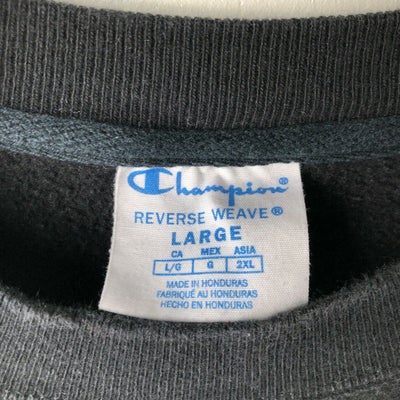 Champion
REVERSE WEAVE®
LARGE
CA MEX ASIA
L/G G 2XL
MADE IN HONDURAS
FABRIQUÉ AU HONDURAS
HECHO EN HONDURAS